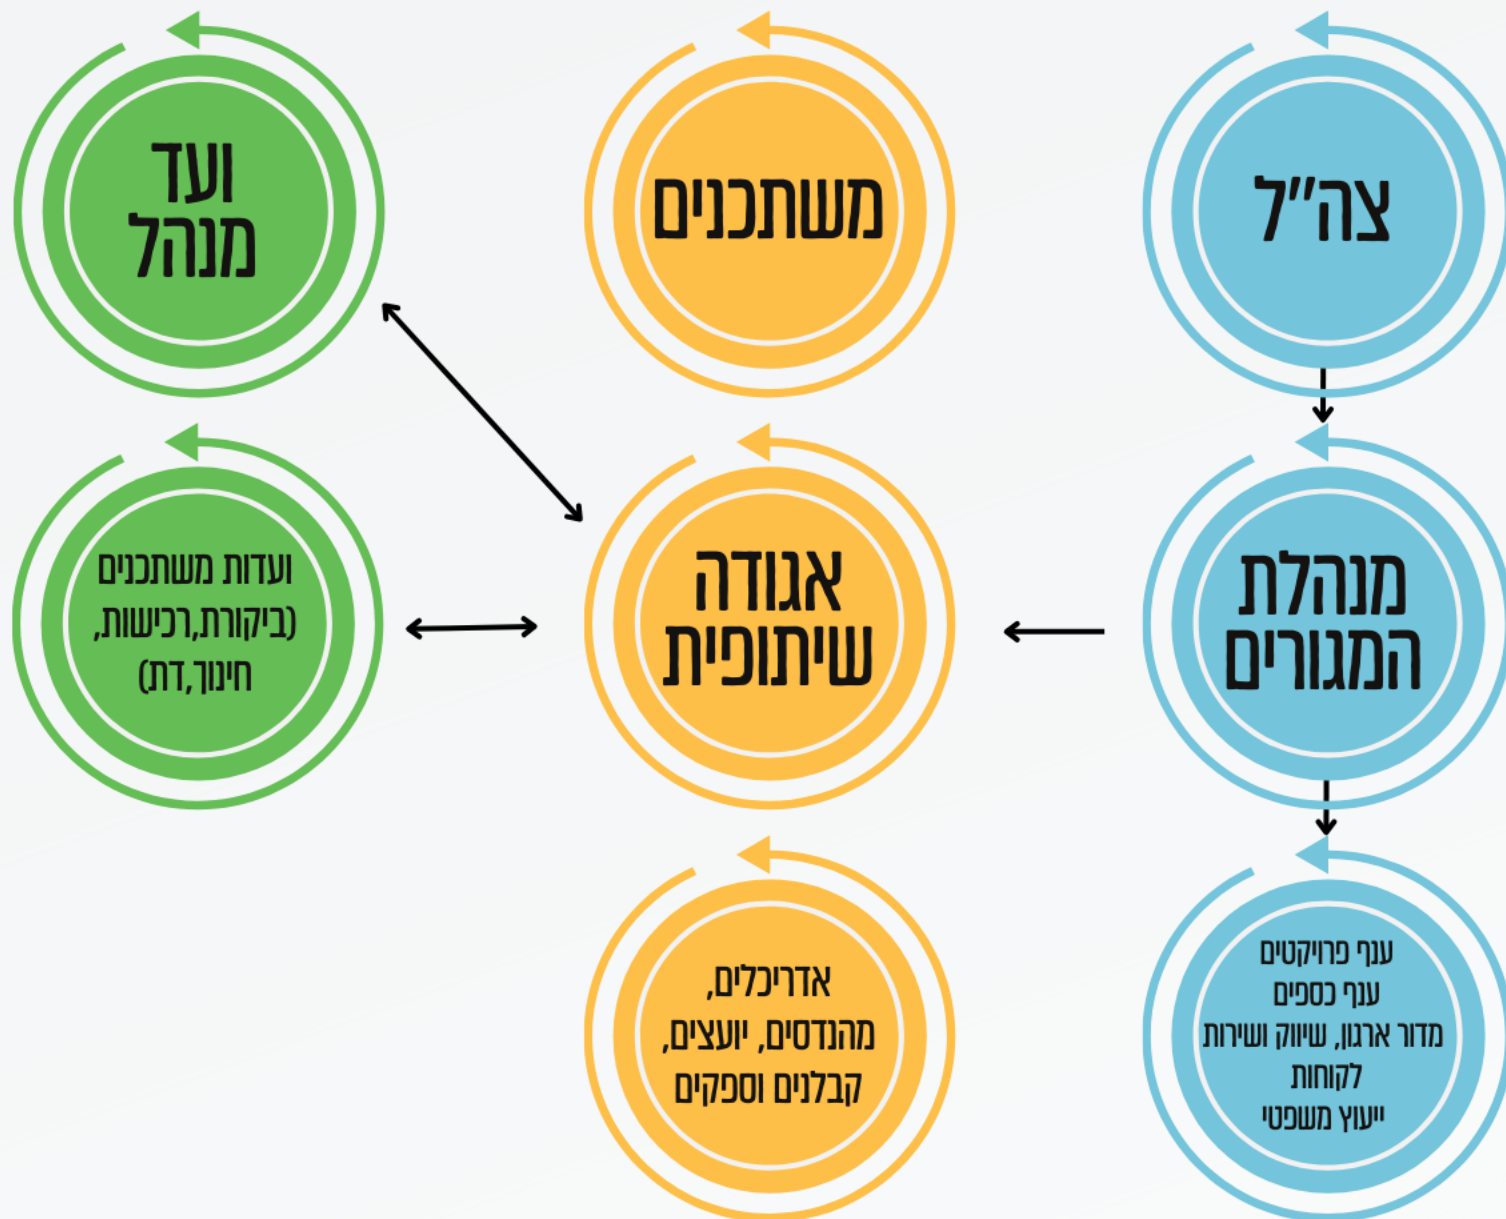 צה"ל
משתכנים
ועד
מנהל
מנהלת
המגורים
אגודה
שיתופית
ועדות משתכנים
(ביקורת,רכישות,
חינוך,דת)
ענף פרויקטים
ענף כספים
מדור ארגון, שיווק ושירות
לקוחות
ייעוץ משפטי
אדריכלים,
מהנדסים, יועצים,
קבלנים וספקים